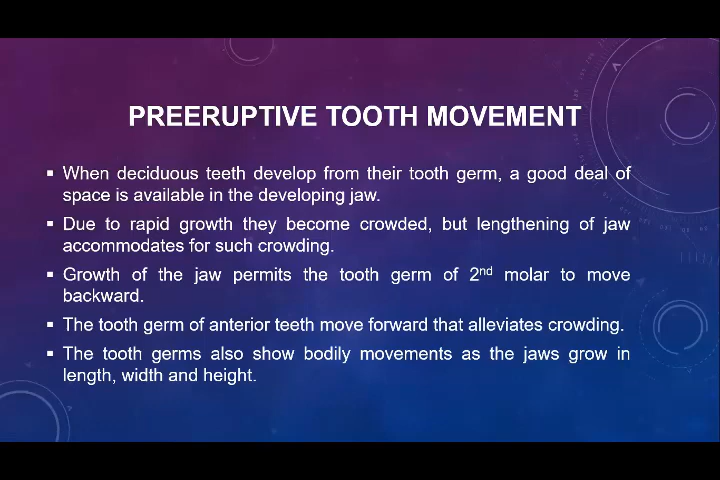 PREERUPTIVE TOOTH MOVEMENT
▪ When deciduous teeth develop from their tooth germ, a good deal of
space is available in the developing jaw.
▪ Due to rapid growth they become crowded, but lengthening of jaw
accommodates for such crowding.
▪ Growth of the jaw permits the tooth germ of 2nd molar to move
backward.
▪ The tooth germ of anterior teeth move forward that alleviates crowding.
▪ The tooth germs also show bodily movements as the jaws grow in
length, width and height.